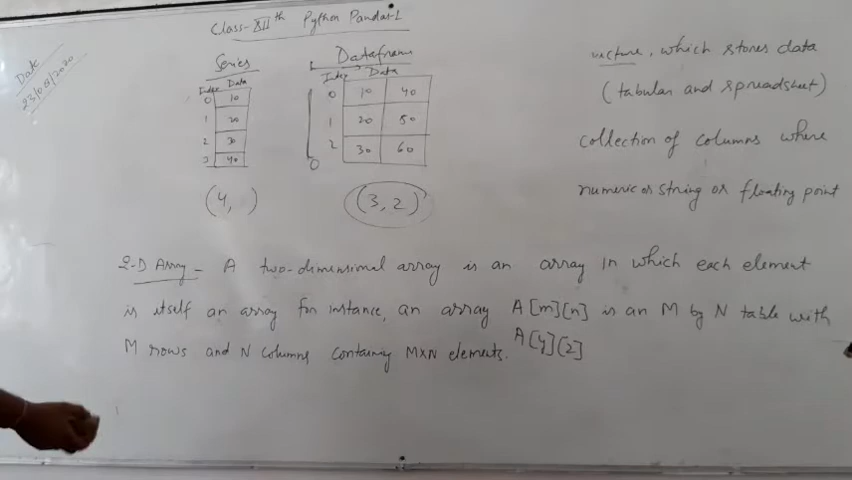 Class-XIIth Python Pandas-1
Date
23/08/2020
Series
Index Data
0 10
1 20
2 30
3 40
(4, )
Dataframe
Index Data
0 10 40
1 20 50
2 30 60
0
(3, 2)
ucture, which stores data
(tabular and spreadsheet)
collection of columns where
numeric or string or floating point
2-D Array - A two-dimensional array is an array in which each element
is itself an array for instance, an array A[m][n] is an M by N table with
M rows and N columns containing MxN elements. A[4][2]